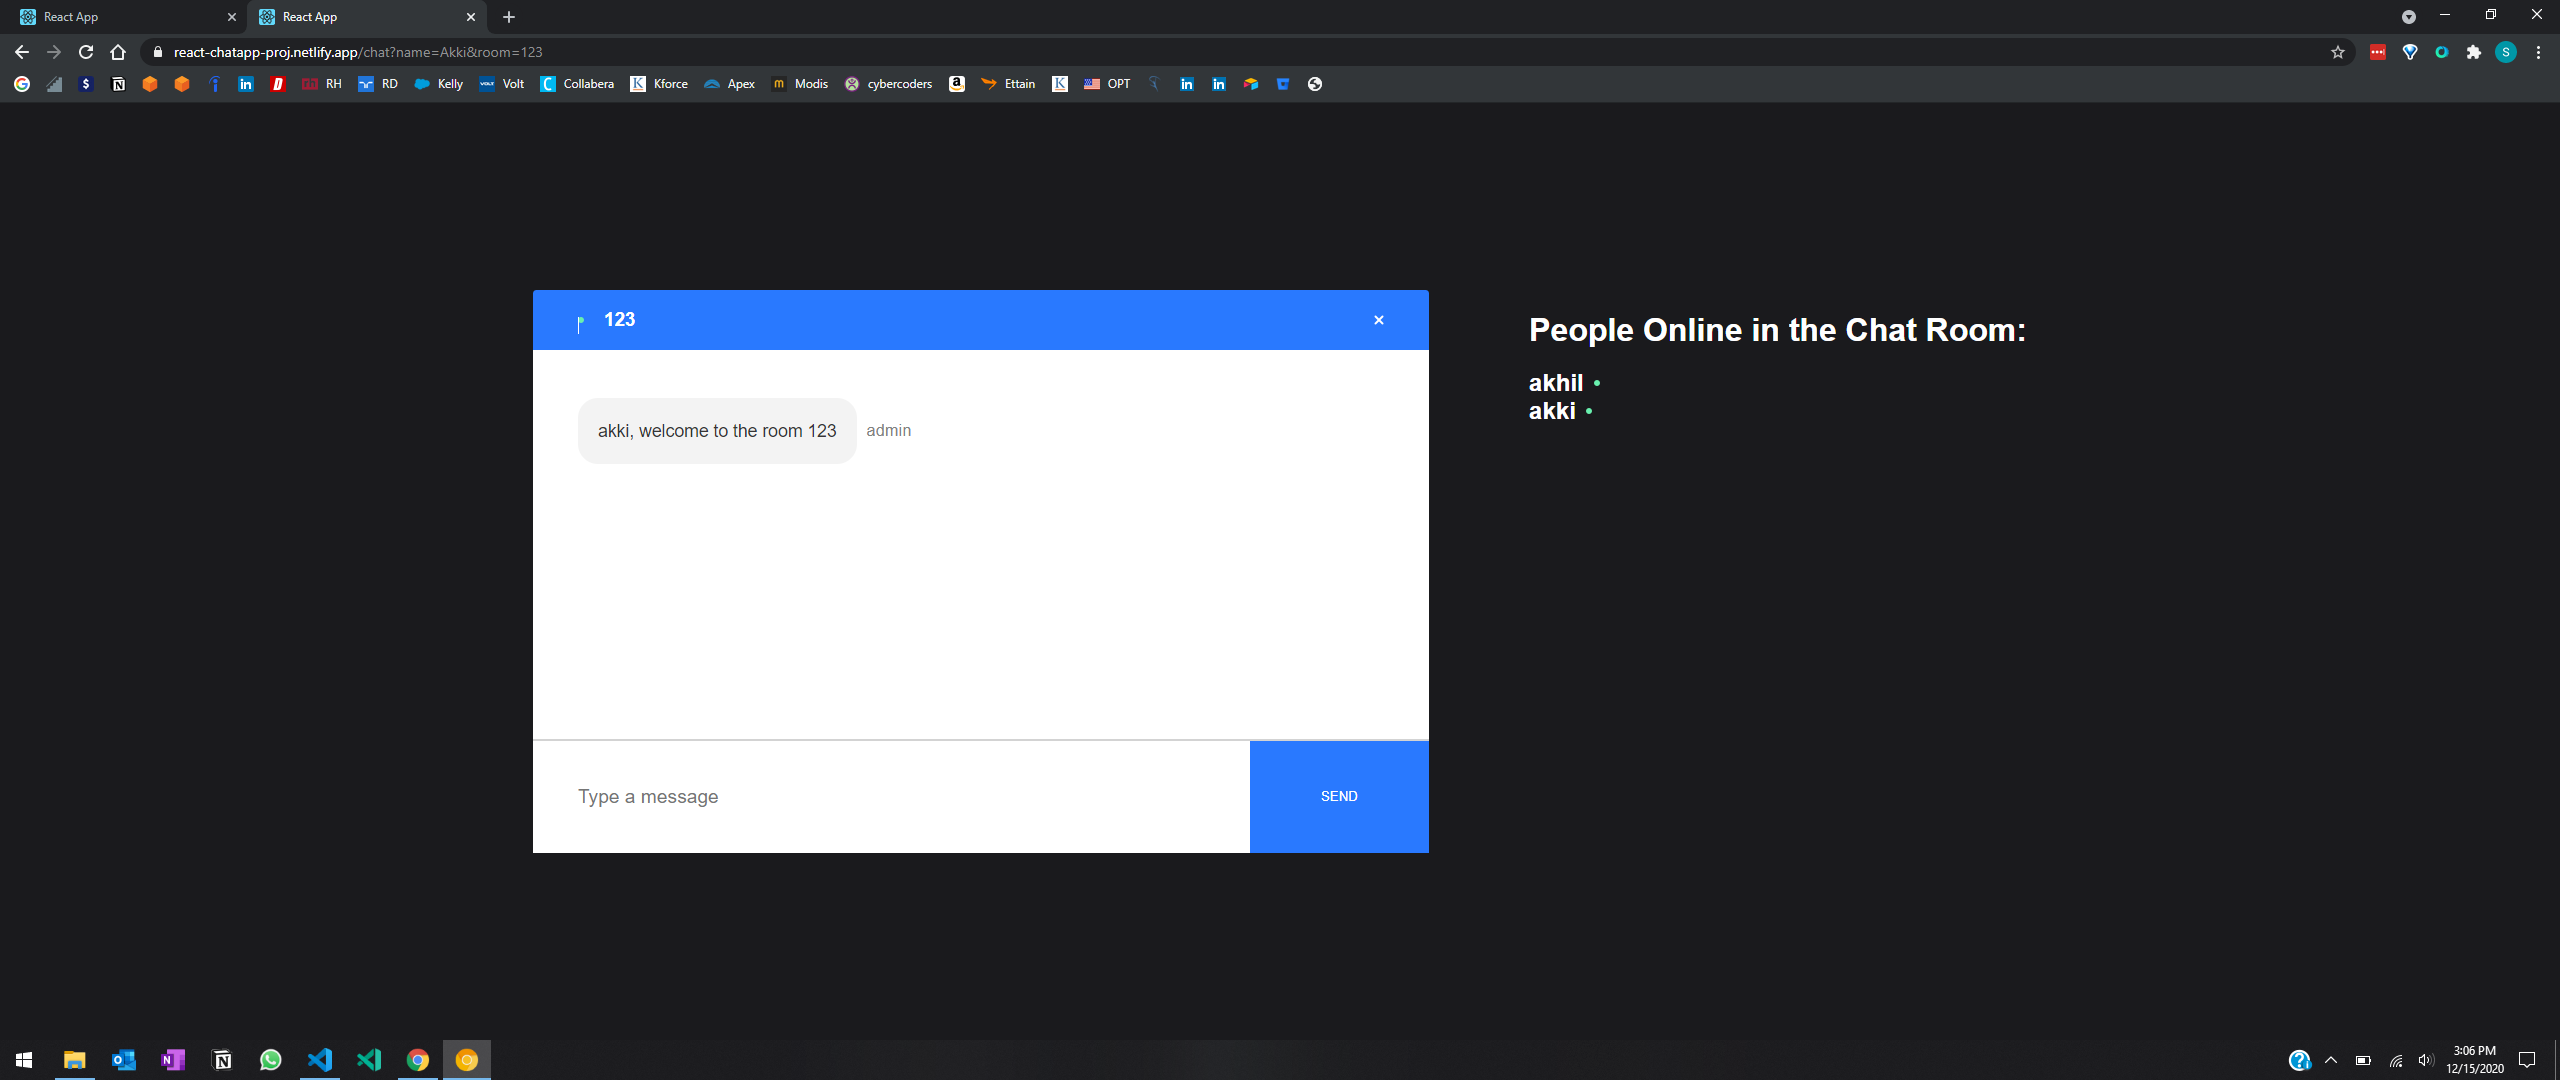 React App
React App
react-chatapp-proj.netlify.app/chat?name=Akki&room=123
S
RH RD Kelly Volt Collabera Kforce Apex Modis cybercoders Ettain OPT
123
akki, welcome to the room 123 admin
Type a message
SEND
People Online in the Chat Room:
akhil
akki
3:06 PM
12/15/2020